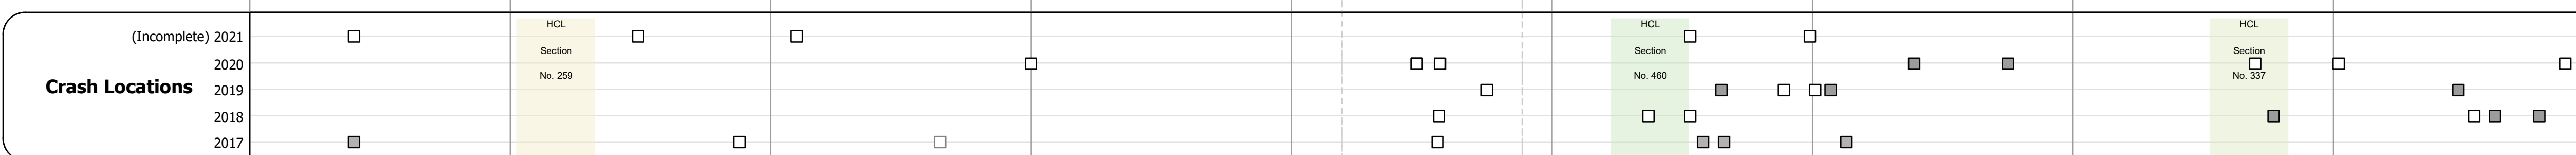 HCL HCL HCL
(Incomplete) 2021
Section Section Section
2020
No. 259 No. 460 No. 337
Crash Locations
2019
2018
2017